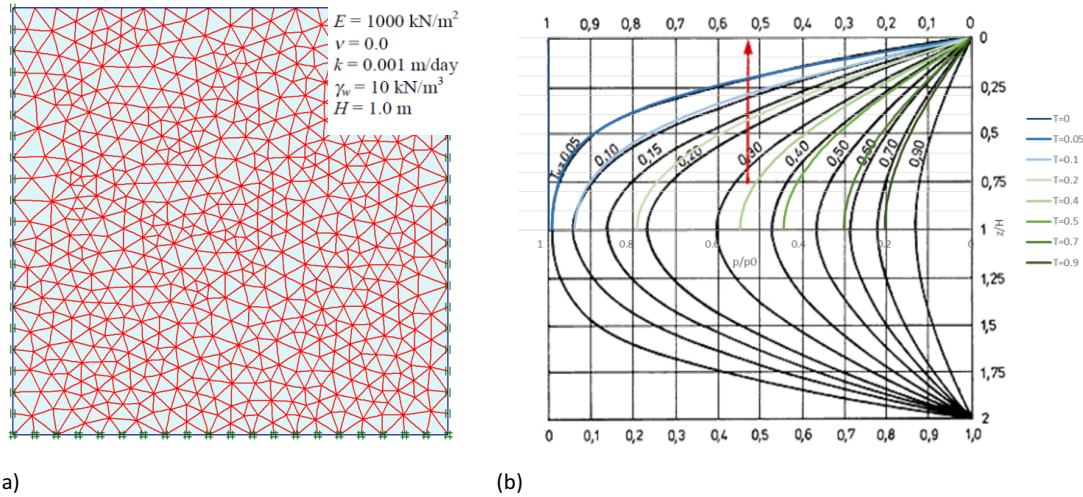 E = 1000 kN/m²
ν = 0.0
k = 0.001 m/day
γw = 10 kN/m³
H = 1.0 m
1 0,9 0,8 0,7 0,6 0,5 0,4 0,3 0,2 0,1 0
0
0,25
0,5
0,75
1
1,25
1,5
1,75
2
Tv=0,05
0,10
0,15
0,20
0,30
0,40
0,50
0,60
0,70
0,90
1 0.8 0.6 0.4 0.2 0
p/p0
z/H
0 0,1 0,2 0,3 0,4 0,5 0,6 0,7 0,8 0,9 1,0
T=0
T=0.05
T=0.1
T=0.2
T=0.4
T=0.5
T=0.7
T=0.9
a)
(b)